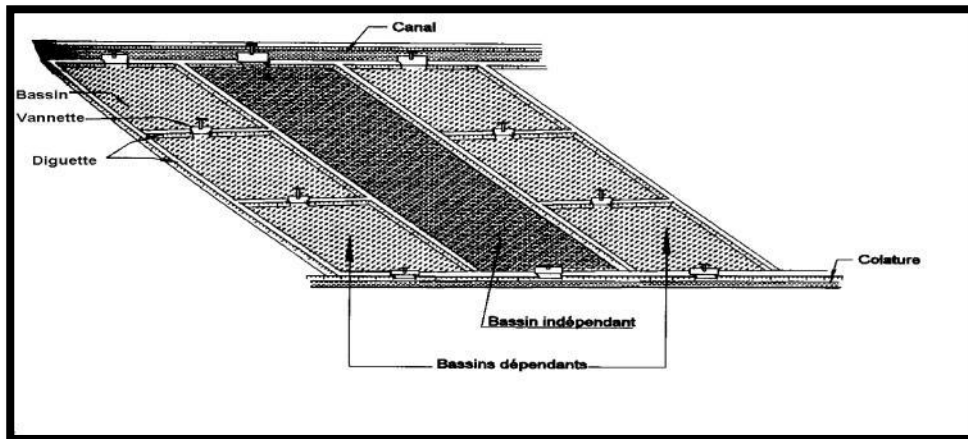 Canal
Bassin
Vannette
Diguette
Colature
Bassin indépendant
Bassins dépendants